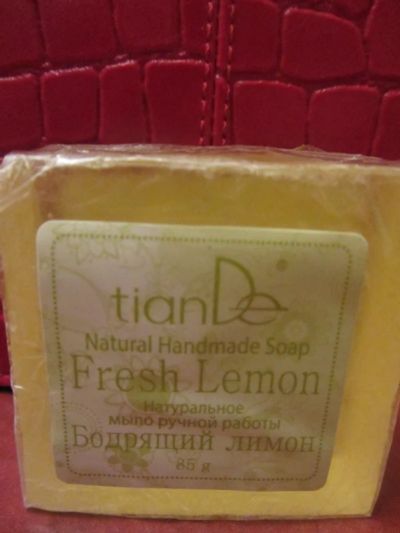 tianDe®
Natural Handmade Soap
Fresh Lemon
Натуральное
мыло ручной работы
Бодрящий лимон
85 g